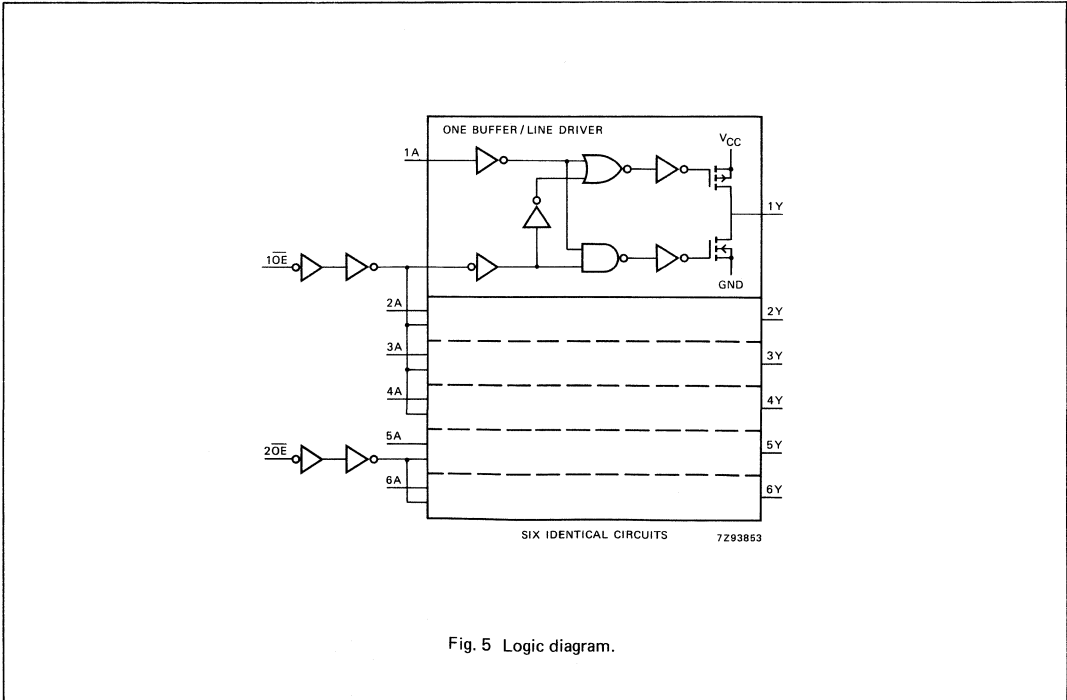 ONE BUFFER/LINE DRIVER
VCC
1A
1Y
1OE
GND
2A
2Y
3A
3Y
4A
4Y
5A
5Y
2OE
6A
6Y
SIX IDENTICAL CIRCUITS
7Z93853
Fig. 5 Logic diagram.